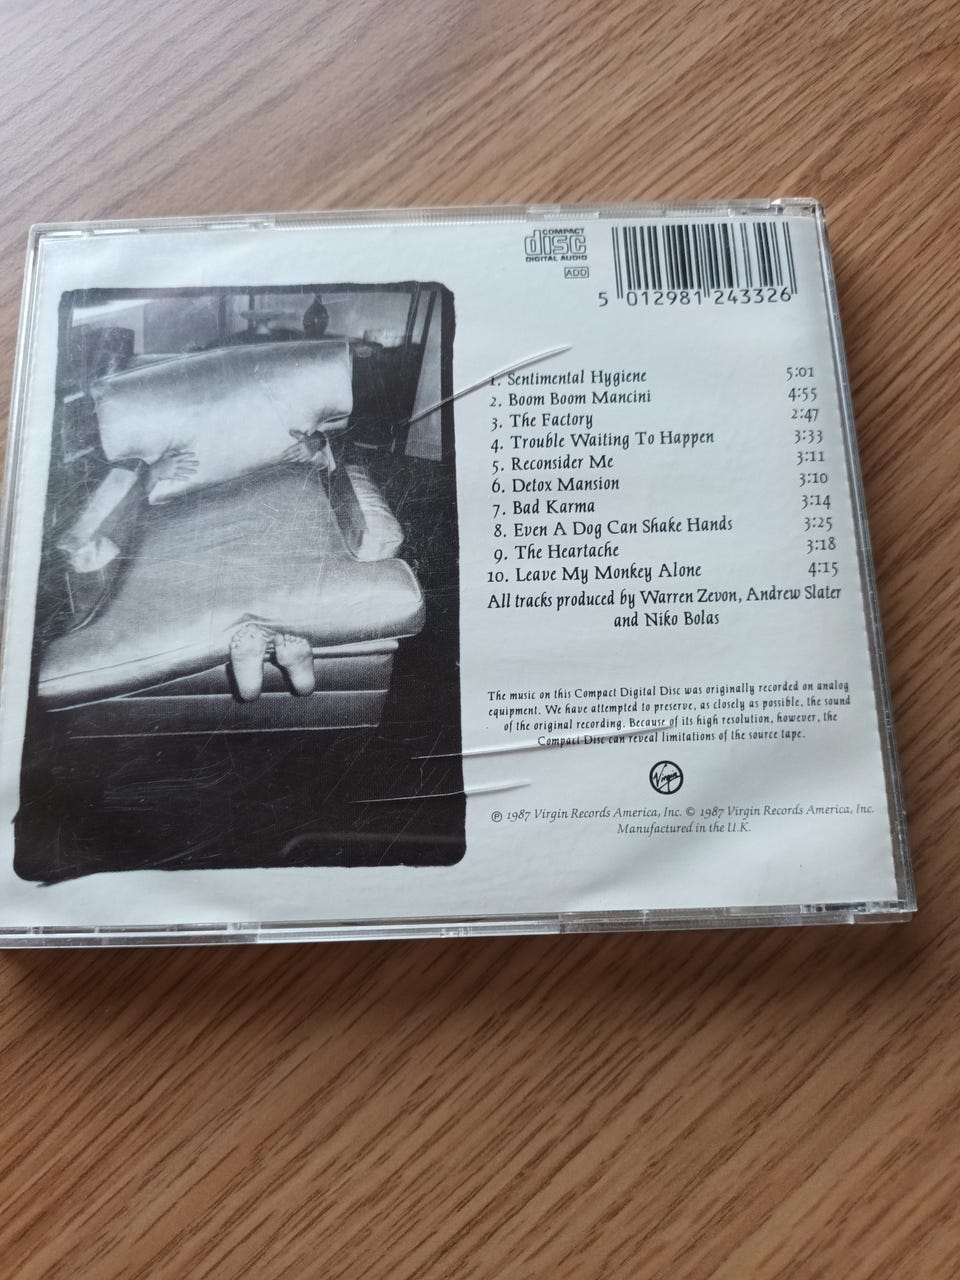 COMPACT
disc
DIGITAL AUDIO
ADD
5 012981 243326
1. Sentimental Hygiene 5:01
2. Boom Boom Mancini 4:55
3. The Factory 2:47
4. Trouble Waiting To Happen 3:33
5. Reconsider Me 3:11
6. Detox Mansion 3:10
7. Bad Karma 3:14
8. Even A Dog Can Shake Hands 3:25
9. The Heartache 3:18
10. Leave My Monkey Alone 4:15
All tracks produced by Warren Zevon, Andrew Slater
and Niko Bolas
The music on this Compact Digital Disc was originally recorded on analog
equipment. We have attempted to preserve, as closely as possible, the sound
of the original recording. Because of its high resolution, however, the
Compact Disc can reveal limitations of the source tape.
Virgin
℗ 1987 Virgin Records America, Inc. © 1987 Virgin Records America, Inc.
Manufactured in the U.K.